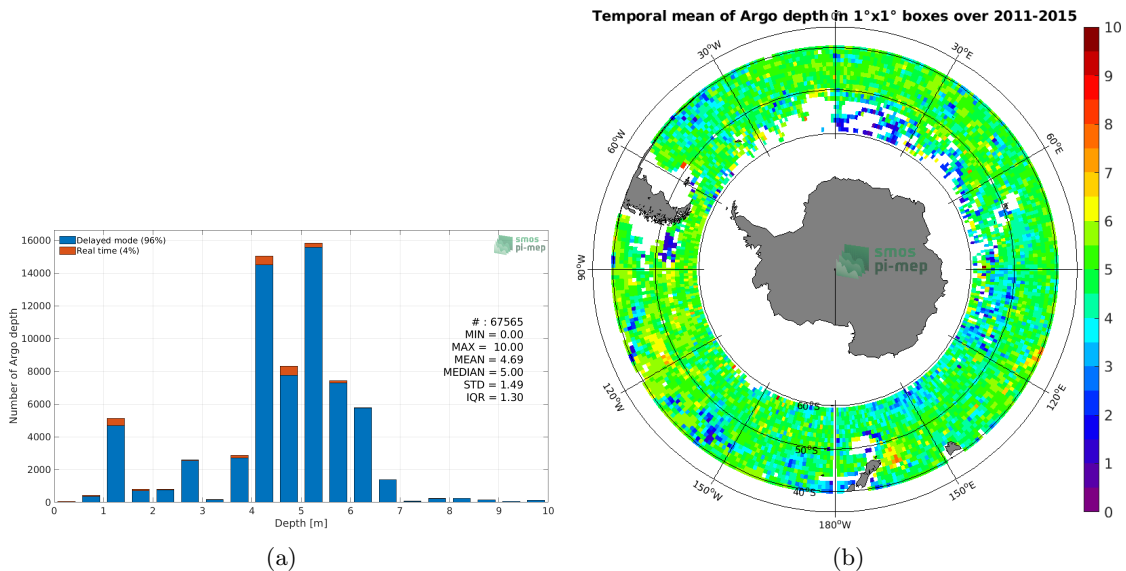 Delayed mode (96%)
Real time (4%)
smos
pi-mep
16000
14000
12000
10000
8000
6000
4000
2000
0
Number of Argo depth
# : 67565
MIN = 0.00
MAX = 10.00
MEAN = 4.69
MEDIAN = 5.00
STD = 1.49
IQR = 1.30
0 1 2 3 4 5 6 7 8 9 10
Depth [m]
(a)
Temporal mean of Argo depth in 1°x1° boxes over 2011-2015
0°
30°W
30°E
60°W
60°E
90°W
smos
pi-mep
120°W
120°E
150°W
150°E
180°W
60°S
50°S
40°S
10
9
8
7
6
5
4
3
2
1
0
(b)